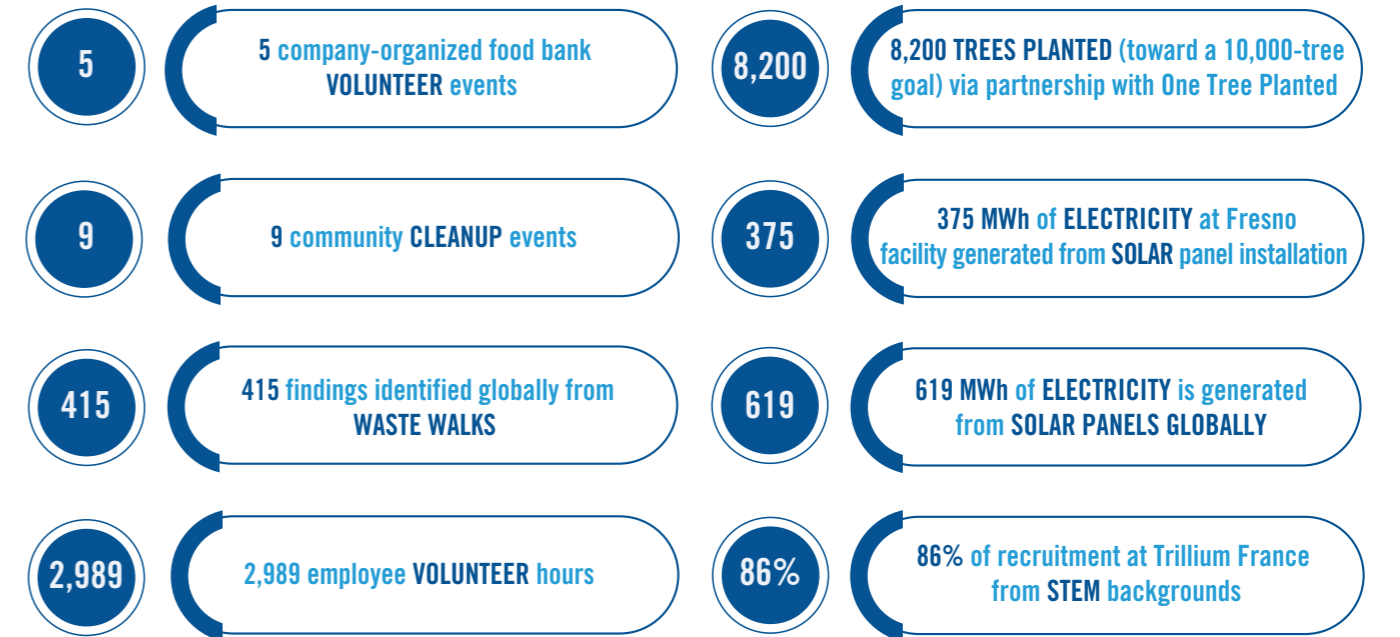 5
5 company-organized food bank
VOLUNTEER events
8,200
8,200 TREES PLANTED (toward a 10,000-tree
goal) via partnership with One Tree Planted
9
9 community CLEANUP events
375
375 MWh of ELECTRICITY at Fresno
facility generated from SOLAR panel installation
415
415 findings identified globally from
WASTE WALKS
619
619 MWh of ELECTRICITY is generated
from SOLAR PANELS GLOBALLY
2,989
2,989 employee VOLUNTEER hours
86%
86% of recruitment at Trillium France
from STEM backgrounds